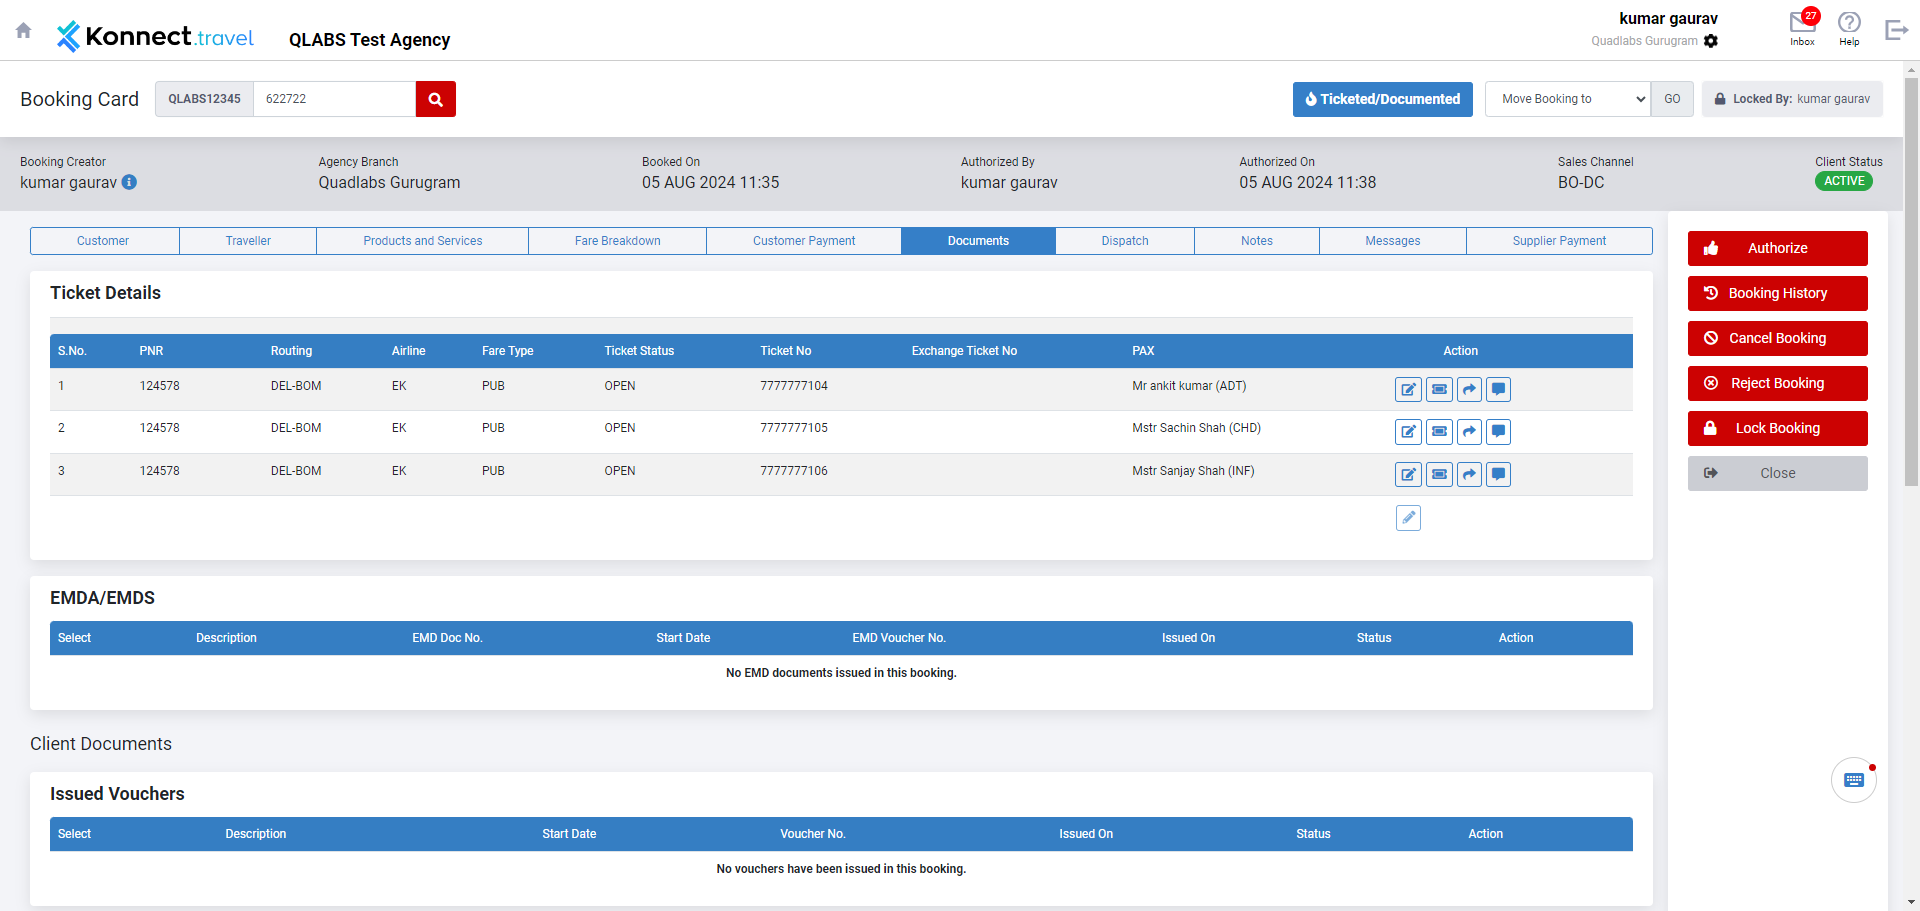 Konnect.travel
QLABS Test Agency
kumar gaurav
Quadlabs Gurugram
27
Inbox
Help
Booking Card
QLABS12345
622722
Ticketed/Documented
Move Booking to
GO
Locked By: kumar gaurav
Booking Creator
kumar gaurav
Agency Branch
Quadlabs Gurugram
Booked On
05 AUG 2024 11:35
Authorized By
kumar gaurav
Authorized On
05 AUG 2024 11:38
Sales Channel
BO-DC
Client Status
ACTIVE
Customer Traveller Products and Services Fare Breakdown Customer Payment Documents Dispatch Notes Messages Supplier Payment
Ticket Details
S.No. PNR Routing Airline Fare Type Ticket Status Ticket No Exchange Ticket No PAX Action
1 124578 DEL-BOM EK PUB OPEN 7777777104 Mr ankit kumar (ADT)
2 124578 DEL-BOM EK PUB OPEN 7777777105 Mstr Sachin Shah (CHD)
3 124578 DEL-BOM EK PUB OPEN 7777777106 Mstr Sanjay Shah (INF)
EMDA/EMDS
Select Description EMD Doc No. Start Date EMD Voucher No. Issued On Status Action
No EMD documents issued in this booking.
Client Documents
Issued Vouchers
Select Description Start Date Voucher No. Issued On Status Action
No vouchers have been issued in this booking.
Authorize
Booking History
Cancel Booking
Reject Booking
Lock Booking
Close